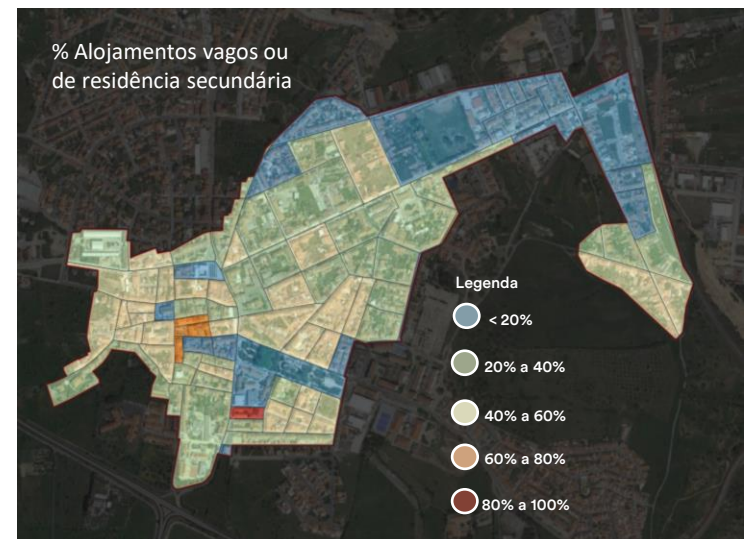 % Alojamentos vagos ou
de residência secundária
Legenda
< 20%
20% a 40%
40% a 60%
60% a 80%
80% a 100%